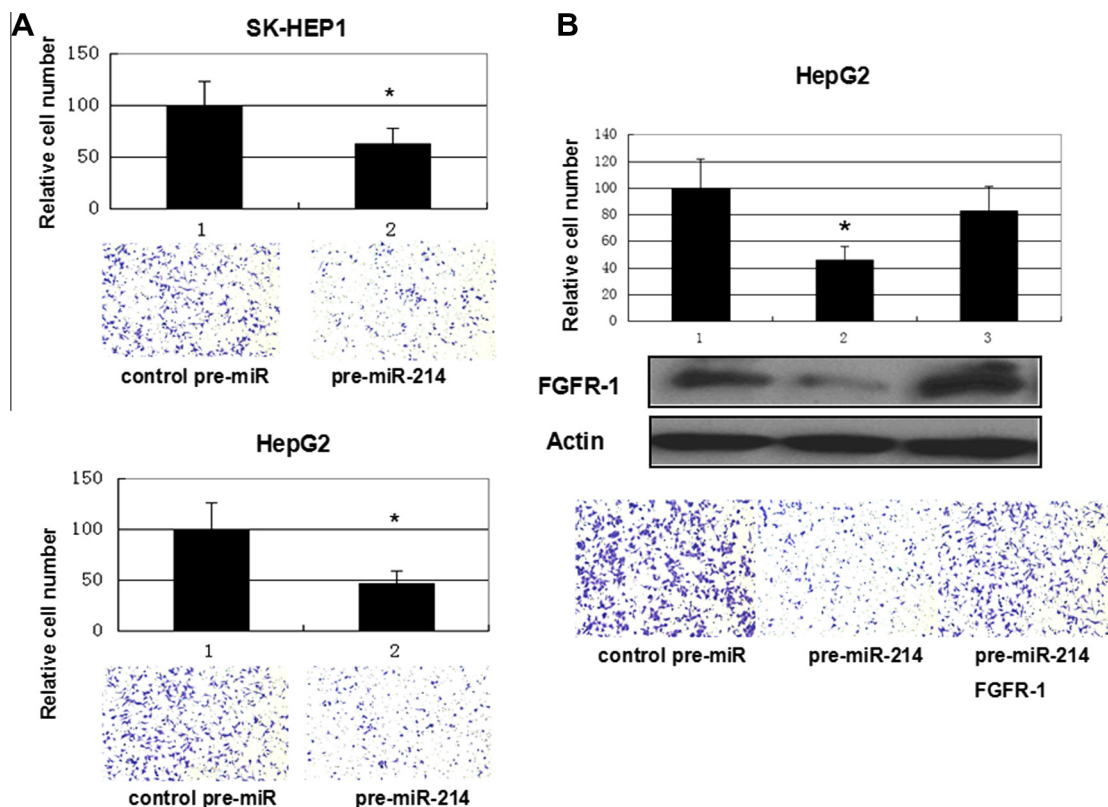 A
SK-HEP1
Relative cell number
150
100
50
0
*
1 2
control pre-miR pre-miR-214
HepG2
Relative cell number
150
100
50
0
*
1 2
control pre-miR pre-miR-214
B
HepG2
Relative cell number
140
120
100
80
60
40
20
0
*
1 2 3
FGFR-1
Actin
control pre-miR pre-miR-214 pre-miR-214
FGFR-1